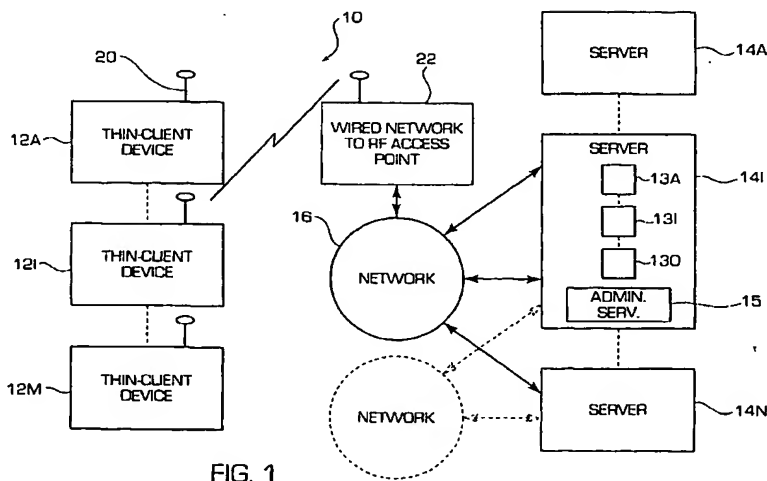 10
20
22
SERVER
14A
12A
THIN-CLIENT
DEVICE
WIRED NETWORK
TO RF ACCESS
POINT
SERVER
13A
14I
13I
16
12I
THIN-CLIENT
DEVICE
NETWORK
13O
ADMIN.
SERV.
15
12M
THIN-CLIENT
DEVICE
NETWORK
SERVER
14N
FIG. 1